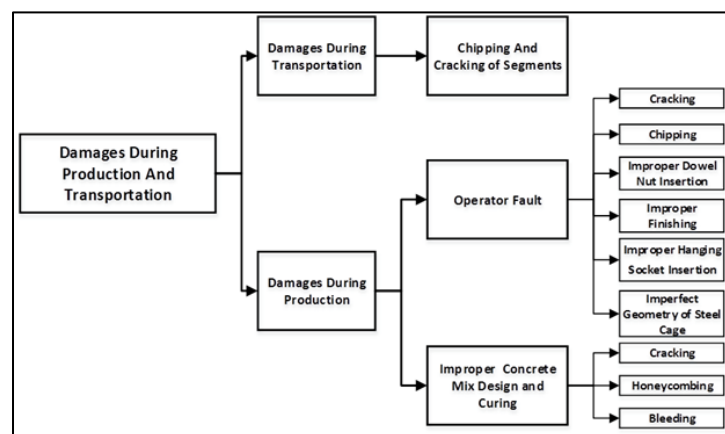 Damages During
Transportation
Chipping And
Cracking of Segments
Damages During
Production And
Transportation
Damages During
Production
Operator Fault
Improper Concrete
Mix Design and
Curing
Cracking
Chipping
Improper Dowel
Nut Insertion
Improper
Finishing
Improper Hanging
Socket Insertion
Imperfect
Geometry of Steel
Cage
Cracking
Honeycombing
Bleeding